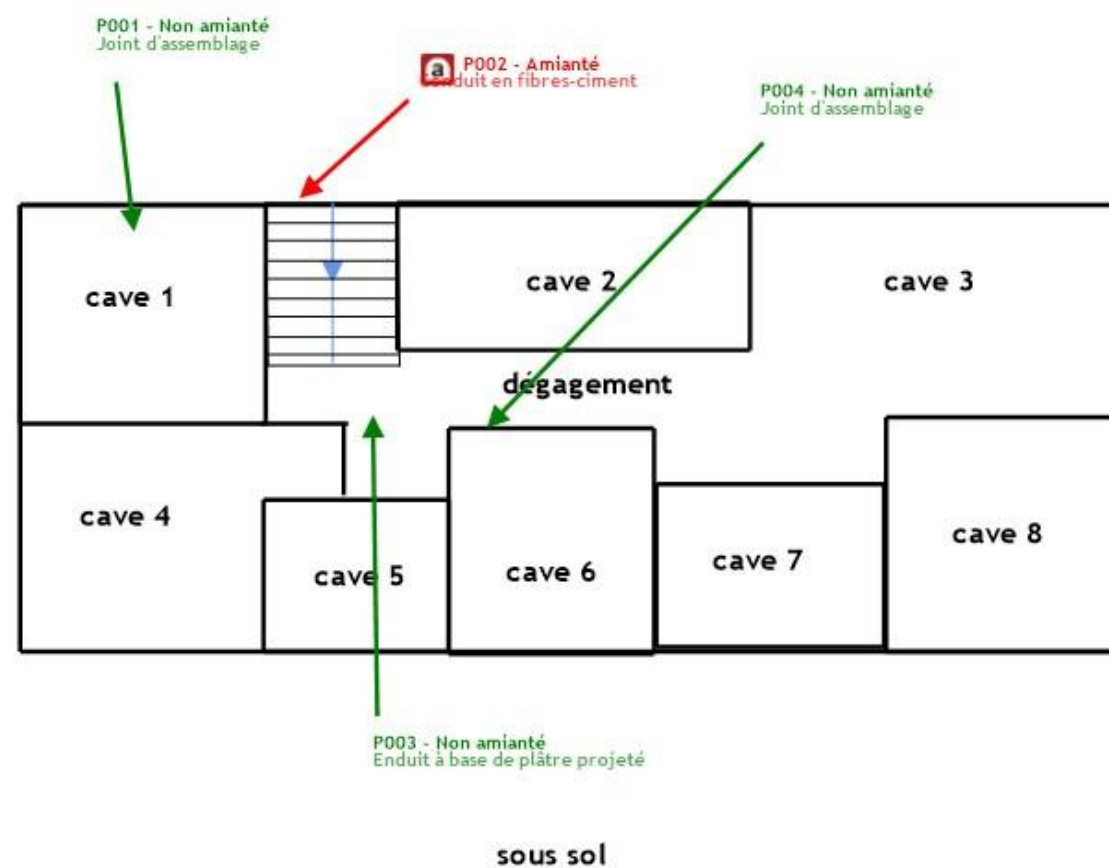 P001 - Non amianté
Joint d'assemblage
a P002 - Amianté
Conduit en fibres-ciment
P004 - Non amianté
Joint d'assemblage
cave 1
cave 2
cave 3
dégagement
cave 4
cave 5
cave 6
cave 7
cave 8
P003 - Non amianté
Enduit à base de plâtre projeté
sous sol